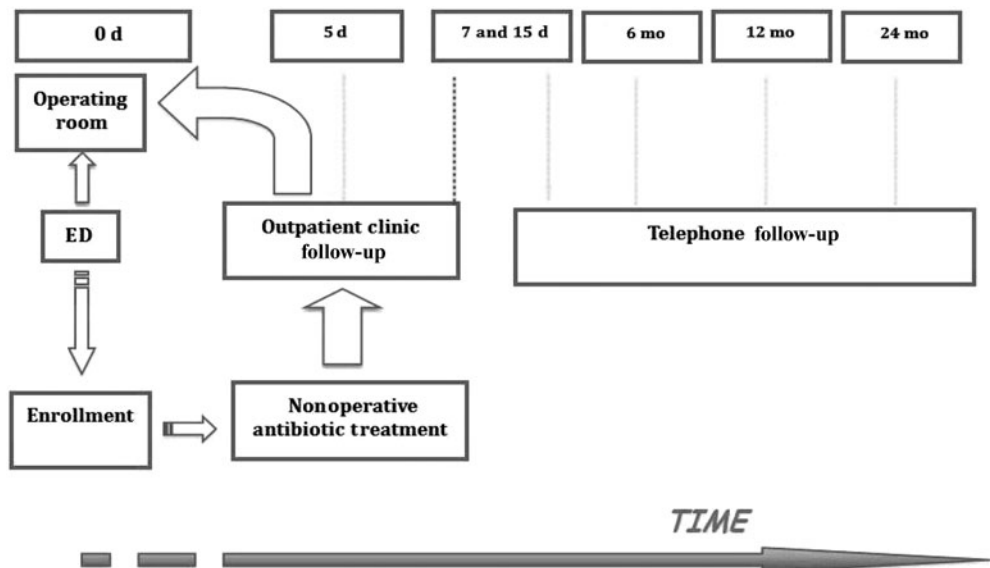 0 d
5 d
7 and 15 d
6 mo
12 mo
24 mo
Operating
room
ED
Outpatient clinic
follow-up
Telephone follow-up
Enrollment
Nonoperative
antibiotic treatment
TIME